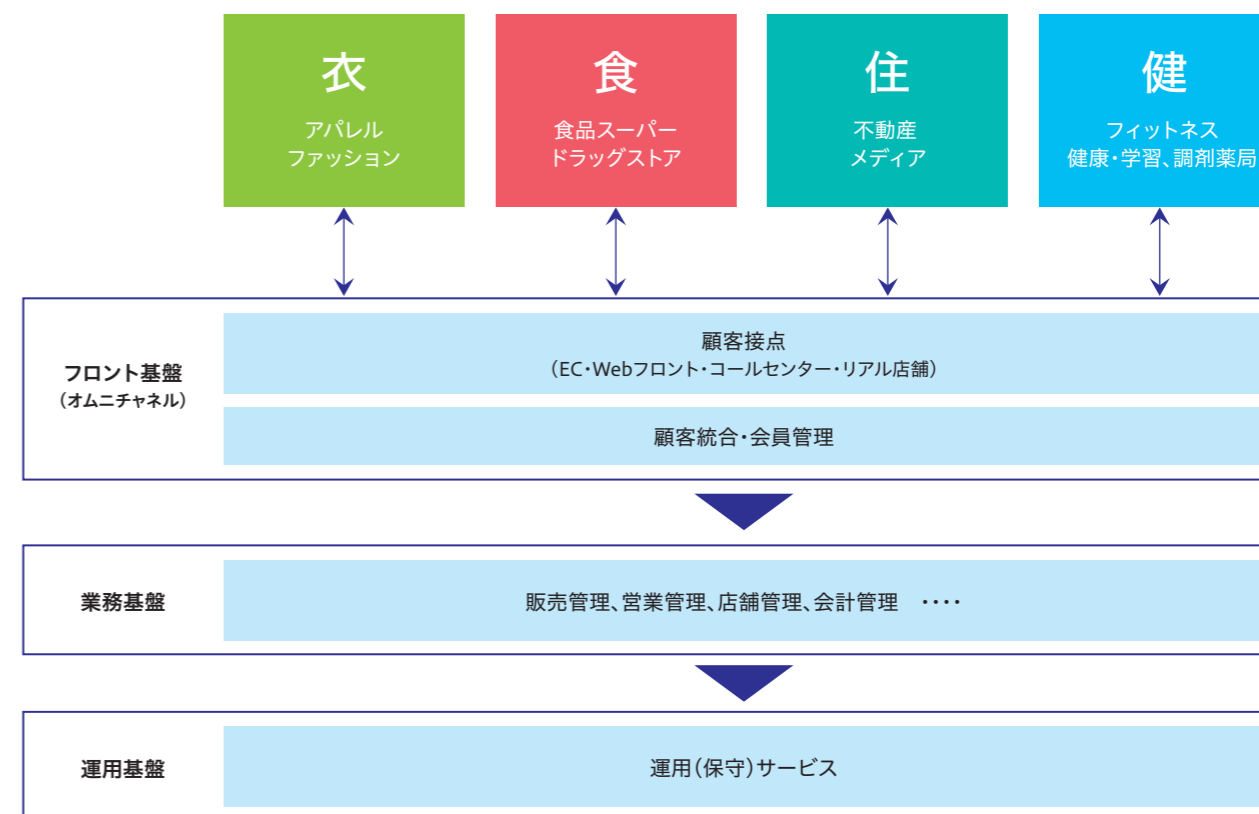 衣
アパレル
ファッション
食
食品スーパー
ドラッグストア
住
不動産
メディア
健
フィットネス
健康・学習、調剤薬局
フロント基盤
（オムニチャネル）
顧客接点
（EC・Webフロント・コールセンター・リアル店舗）
顧客統合・会員管理
業務基盤
販売管理、営業管理、店舗管理、会計管理　・・・・
運用基盤
運用（保守）サービス